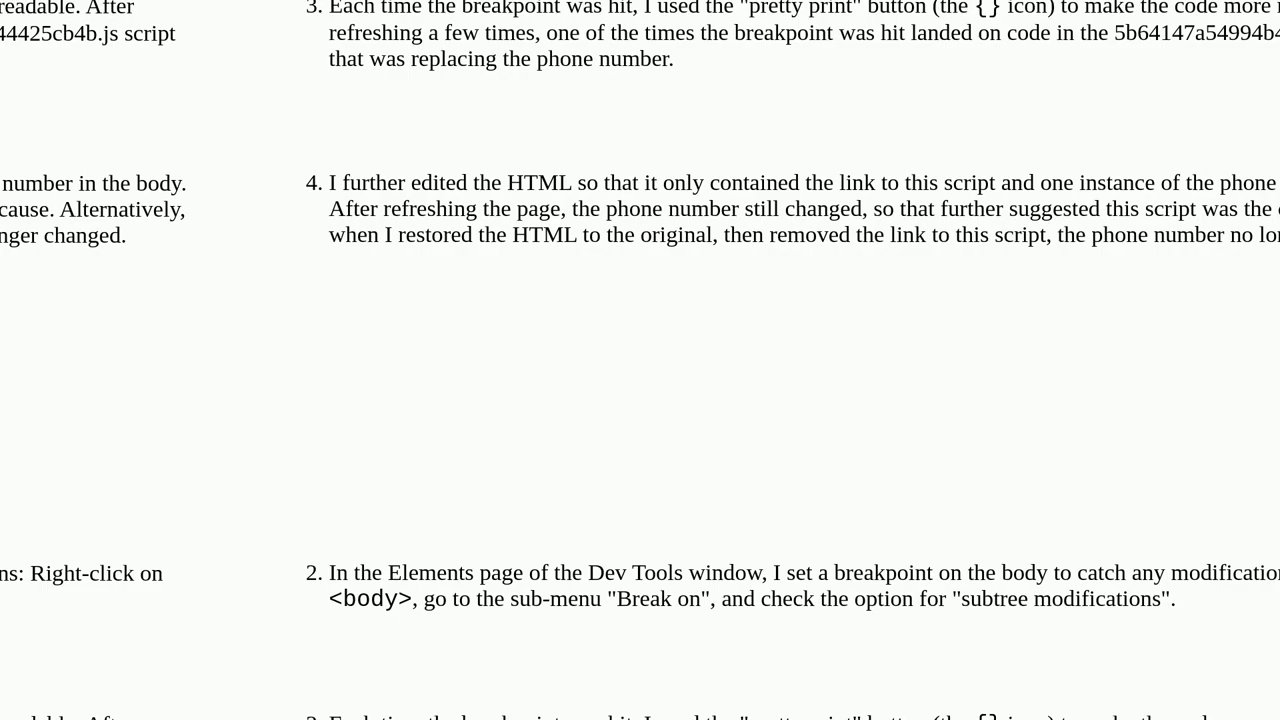 readable. After
44425cb4b.js script
3. Each time the breakpoint was hit, I used the "pretty print" button (the {} icon) to make the code more
refreshing a few times, one of the times the breakpoint was hit landed on code in the 5b64147a54994b4
that was replacing the phone number.
number in the body.
cause. Alternatively,
nger changed.
4. I further edited the HTML so that it only contained the link to this script and one instance of the phone
After refreshing the page, the phone number still changed, so that further suggested this script was the
when I restored the HTML to the original, then removed the link to this script, the phone number no lon
ns: Right-click on
2. In the Elements page of the Dev Tools window, I set a breakpoint on the body to catch any modification
<body>, go to the sub-menu "Break on", and check the option for "subtree modifications".